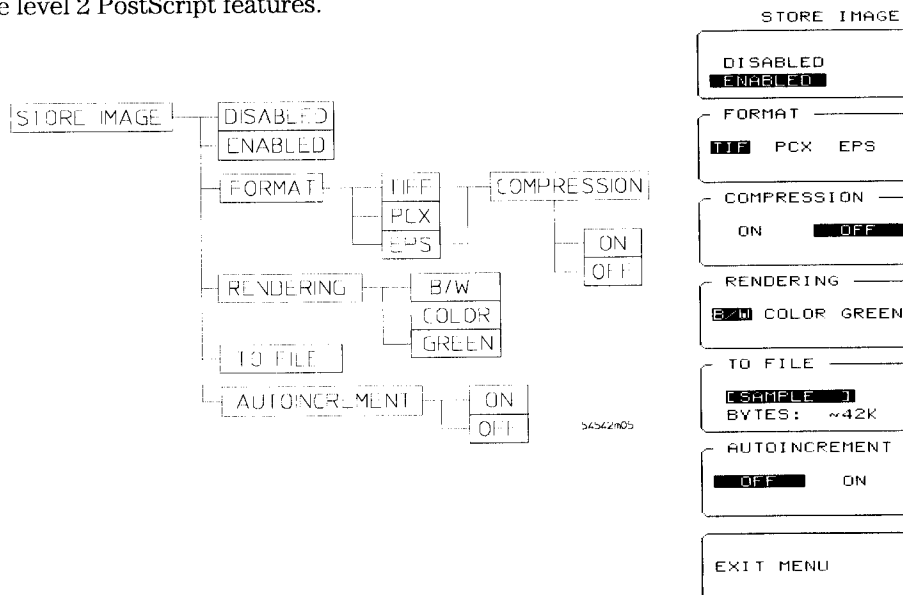 e level 2 PostScript features.
STORE IMAGE
DISABLED
ENABLED
FORMAT
TIFF
PCX
EPS
COMPRESSION
ON
OFF
RENDERING
B/W
COLOR
GREEN
TO FILE
AUTOINCREMENT
ON
OFF
54542m05
STORE IMAGE
DISABLED
ENABLED
FORMAT
TIF PCX EPS
COMPRESSION
ON OFF
RENDERING
B/W COLOR GREEN
TO FILE
[SAMPLE ]
BYTES: ~42K
AUTOINCREMENT
OFF ON
EXIT MENU